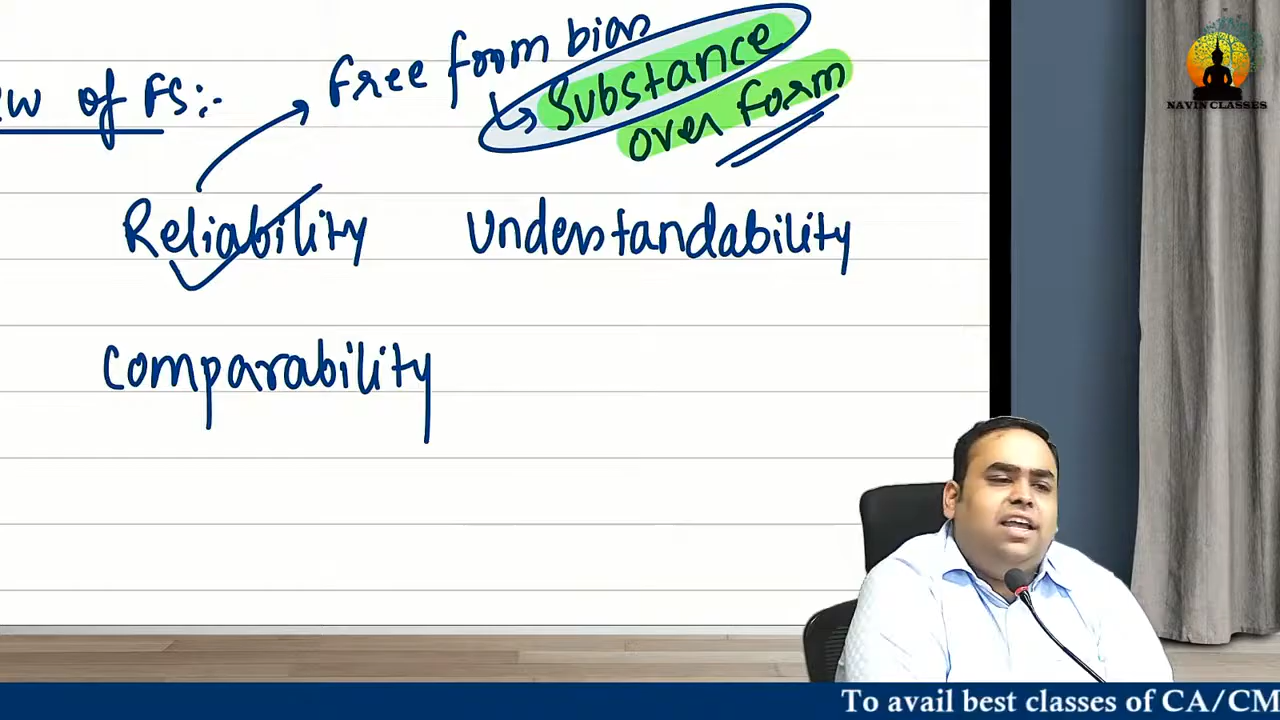 Free from bias
ew of FS:-
Substance
over form
Reliability
Understandability
Comparability
NAVIN CLASSES
To avail best classes of CA/CM